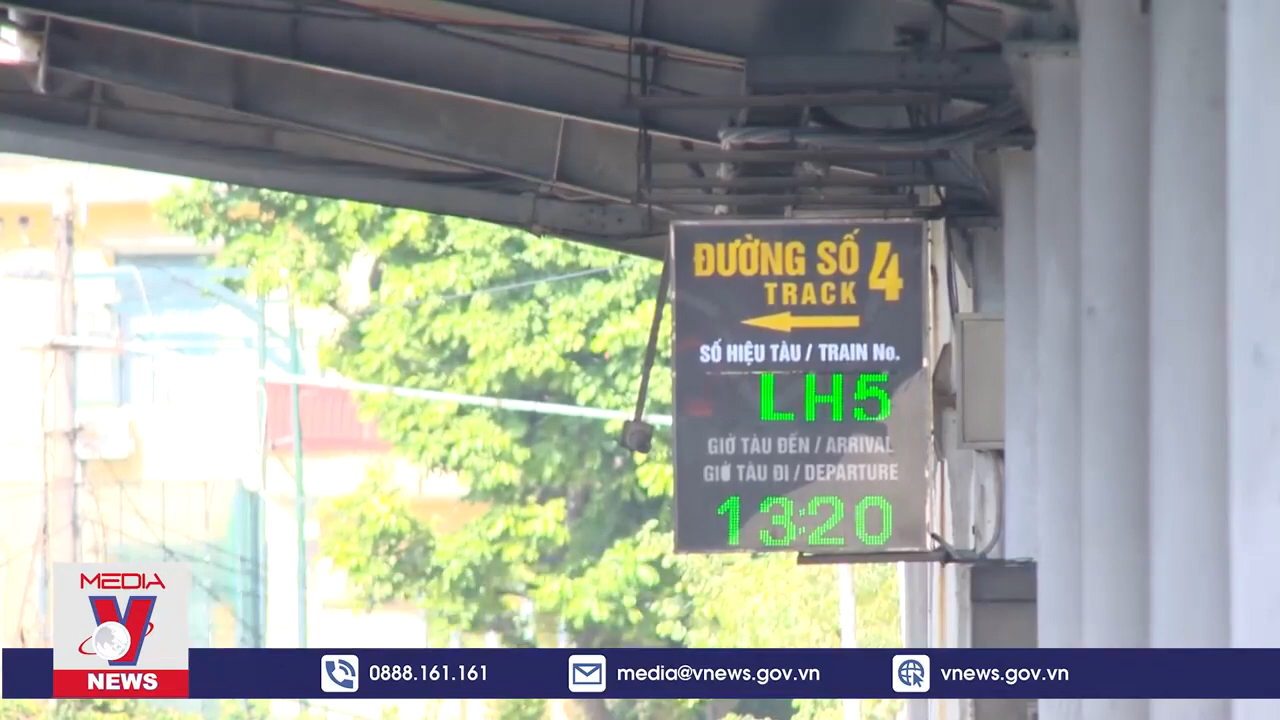 ĐƯỜNG SỐ 4
TRACK
SỐ HIỆU TÀU / TRAIN No.
LH5
GIỜ TÀU ĐẾN / ARRIVAL
GIỜ TÀU ĐI / DEPARTURE
13:20
MEDIA
V
NEWS
0888.161.161
media@vnews.gov.vn
vnews.gov.vn